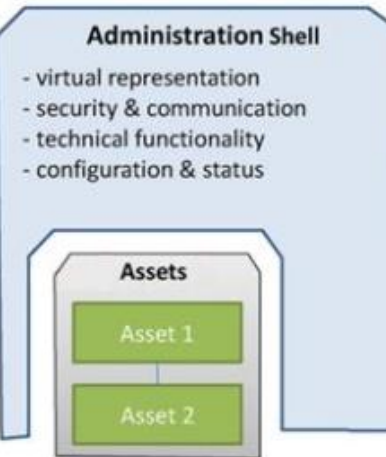 Administration Shell
- virtual representation
- security & communication
- technical functionality
- configuration & status
Assets
Asset 1
Asset 2